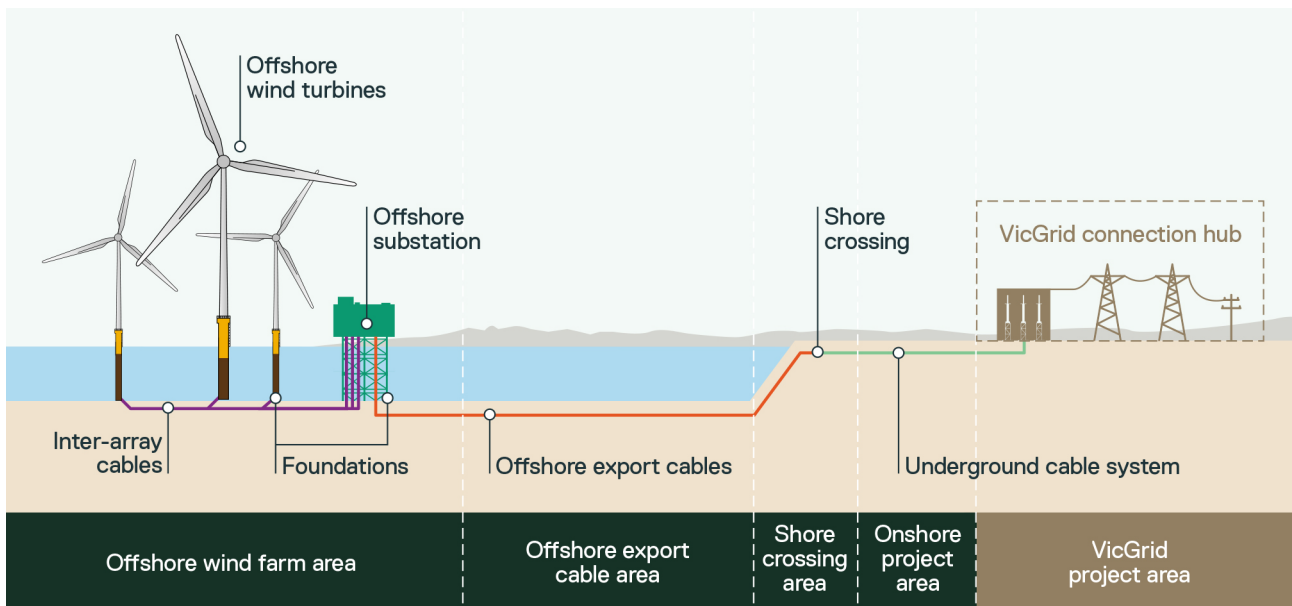 Offshore
wind turbines
Offshore
substation
Shore
crossing
VicGrid connection hub
Inter-array
cables
Foundations
Offshore export cables
Underground cable system
Offshore wind farm area
Offshore export
cable area
Shore
crossing
area
Onshore
project
area
VicGrid
project area